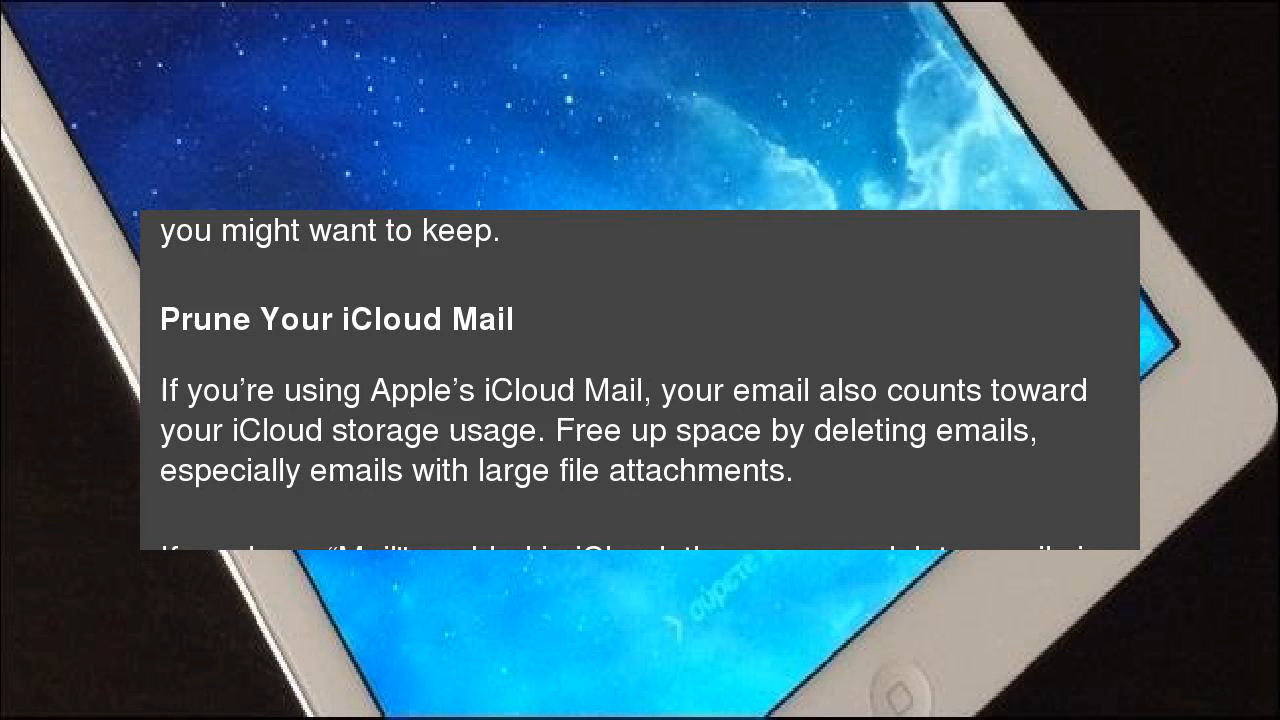 you might want to keep.
Prune Your iCloud Mail
If you’re using Apple’s iCloud Mail, your email also counts toward
your iCloud storage usage. Free up space by deleting emails,
especially emails with large file attachments.